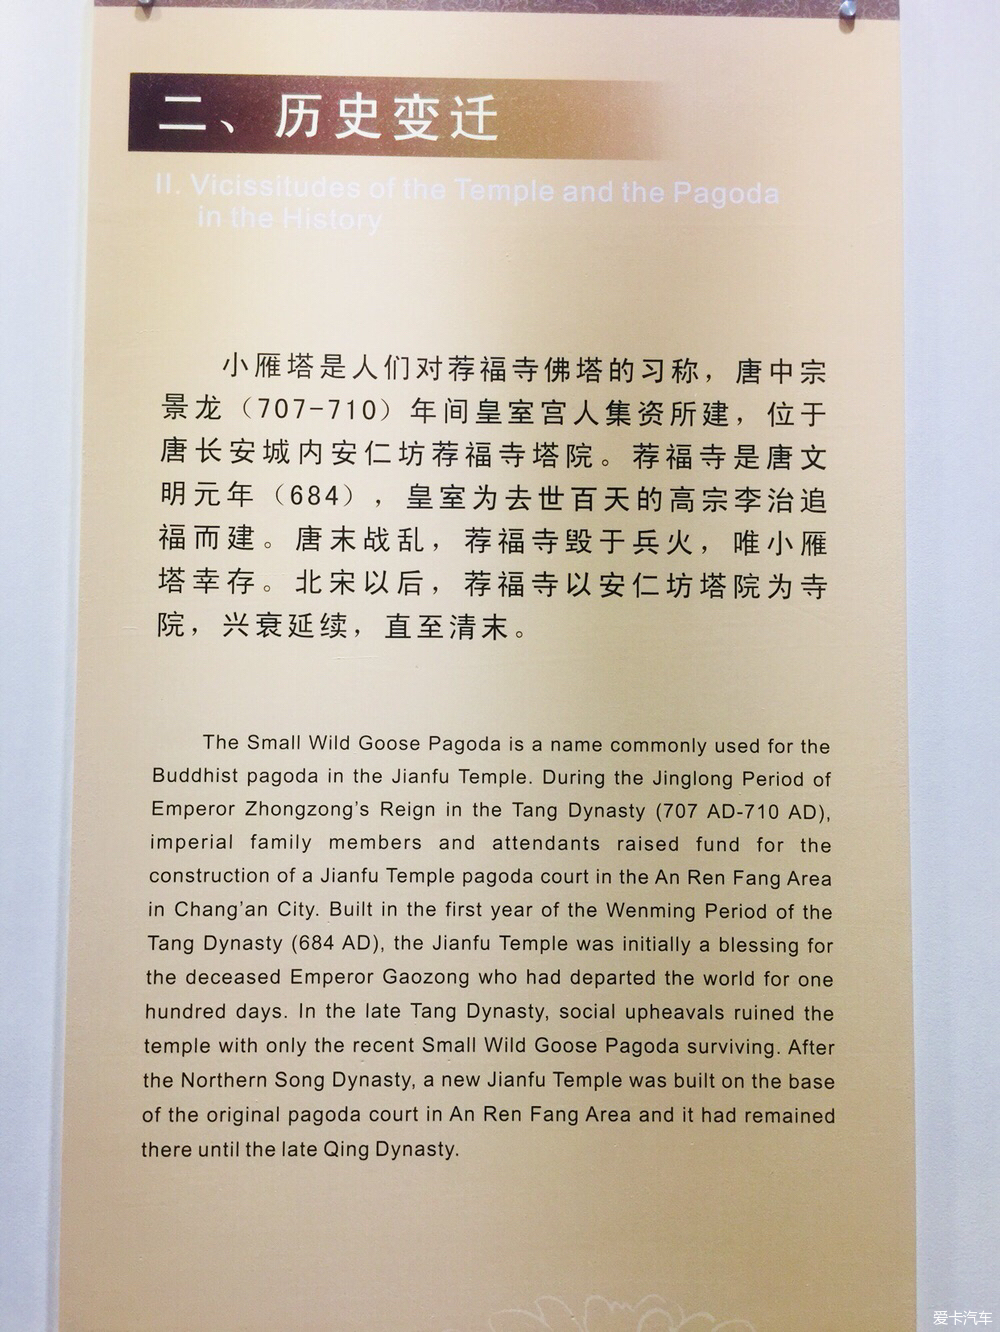 二、历史变迁
II. Vicissitudes of the Temple and the Pagoda
in the History
小雁塔是人们对荐福寺佛塔的习称，唐中宗
景龙（707-710）年间皇室宫人集资所建，位于
唐长安城内安仁坊荐福寺塔院。荐福寺是唐文
明元年（684），皇室为去世百天的高宗李治追
福而建。唐末战乱，荐福寺毁于兵火，唯小雁
塔幸存。北宋以后，荐福寺以安仁坊塔院为寺
院，兴衰延续，直至清末。
The Small Wild Goose Pagoda is a name commonly used for the
Buddhist pagoda in the Jianfu Temple. During the Jinglong Period of
Emperor Zhongzong's Reign in the Tang Dynasty (707 AD-710 AD),
imperial family members and attendants raised fund for the
construction of a Jianfu Temple pagoda court in the An Ren Fang Area
in Chang'an City. Built in the first year of the Wenming Period of the
Tang Dynasty (684 AD), the Jianfu Temple was initially a blessing for
the deceased Emperor Gaozong who had departed the world for one
hundred days. In the late Tang Dynasty, social upheavals ruined the
temple with only the recent Small Wild Goose Pagoda surviving. After
the Northern Song Dynasty, a new Jianfu Temple was built on the base
of the original pagoda court in An Ren Fang Area and it had remained
there until the late Qing Dynasty.
爱卡汽车